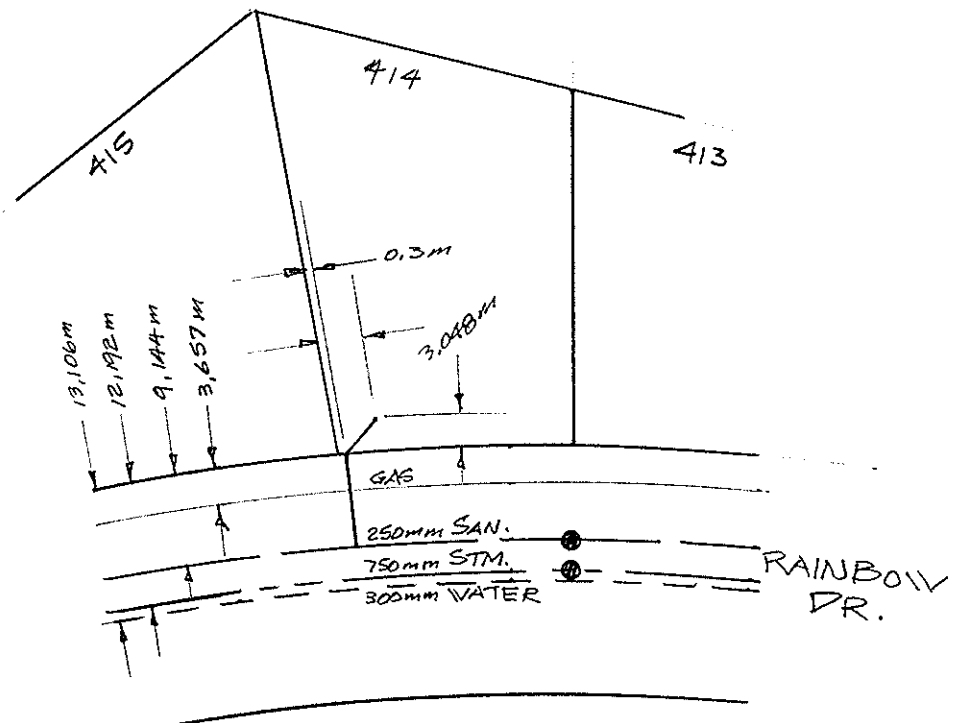 414
415
413
0.3m
3.048m
13,106m
12,192m
9,144m
3,657m
GAS
250mm SAN.
750mm STM.
300mm WATER
RAINBOW
DR.